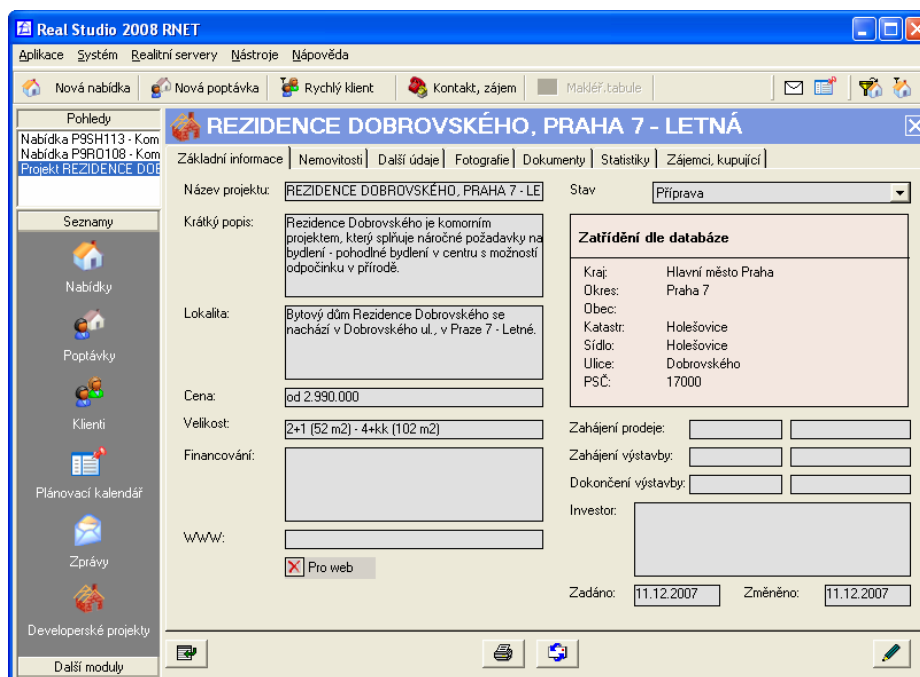 Real Studio 2008 RNET
Aplikace Systém Realitní servery Nástroje Nápověda
Nová nabídka Nová poptávka Rychlý klient Kontakt, zájem Makléř.tabule
Pohledy
Nabídka P9SH113 - Kom
Nabídka P9RO108 - Kom
Projekt REZIDENCE DOB
Seznamy
Nabídky
Poptávky
Klienti
Plánovací kalendář
Zprávy
Developerské projekty
Další moduly
REZIDENCE DOBROVSKÉHO, PRAHA 7 - LETNÁ
Základní informace Nemovitosti Další údaje Fotografie Dokumenty Statistiky Zájemci, kupující
Název projektu: REZIDENCE DOBROVSKÉHO, PRAHA 7 - LE
Krátký popis: Rezidence Dobrovského je komorním
projektem, který splňuje náročné požadavky na
bydlení - pohodlné bydlení v centru s možností
odpočinku v přírodě.
Lokalita: Bytový dům Rezidence Dobrovského se
nachází v Dobrovského ul., v Praze 7 - Letné.
Cena: od 2.990.000
Velikost: 2+1 (52 m2) - 4+kk (102 m2)
Financování:
WWW:
Pro web
Stav Příprava
Zatřídění dle databáze
Kraj: Hlavní město Praha
Okres: Praha 7
Obec:
Katastr: Holešovice
Sídlo: Holešovice
Ulice: Dobrovského
PSČ: 17000
Zahájení prodeje:
Zahájení výstavby:
Dokončení výstavby:
Investor:
Zadáno: 11.12.2007 Změněno: 11.12.2007